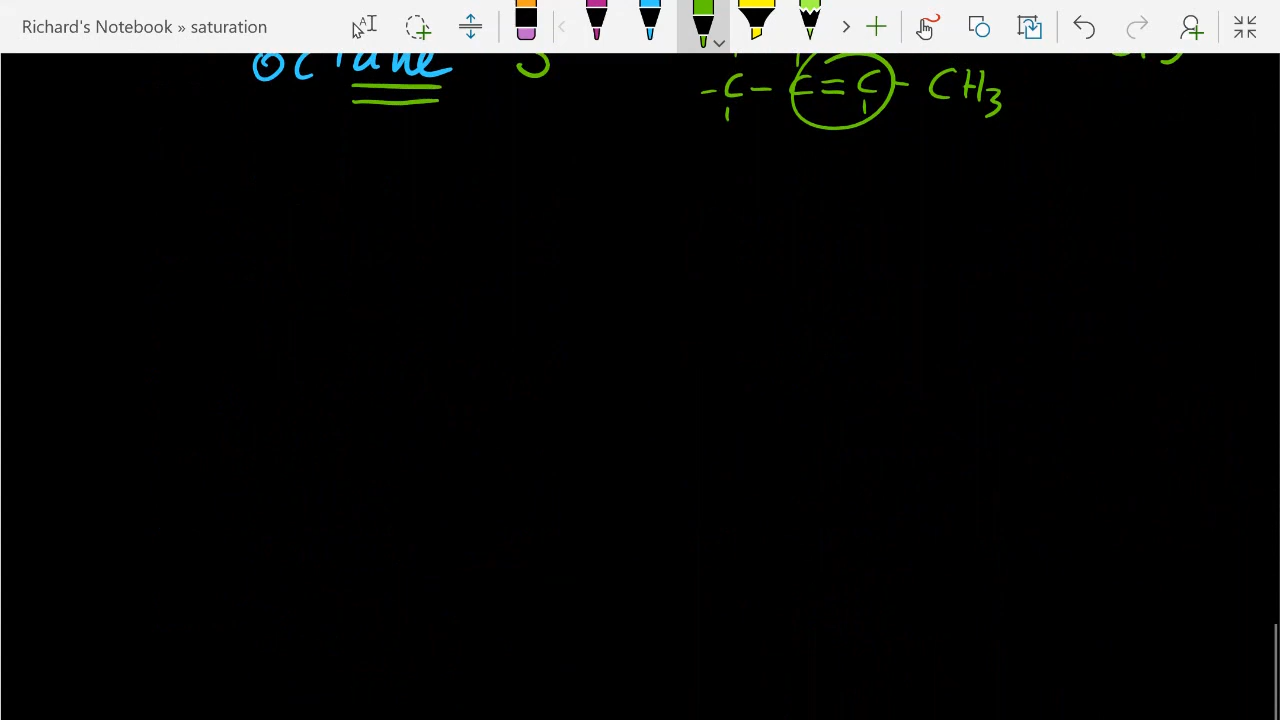 Richard's Notebook » saturation
octane
- C - C = C - CH3